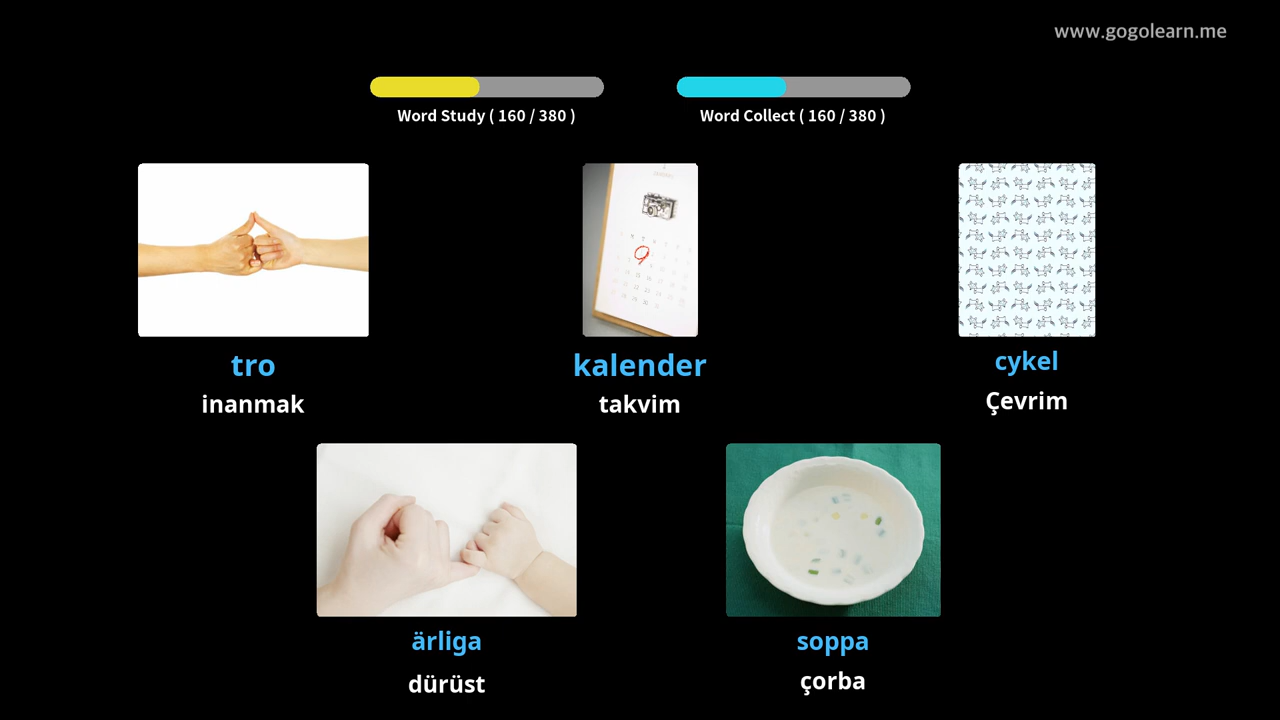 www.gogolearn.me
Word Study ( 160 / 380 )
Word Collect ( 160 / 380 )
tro
inanmak
kalender
takvim
cykel
Çevrim
ärliga
dürüst
soppa
çorba